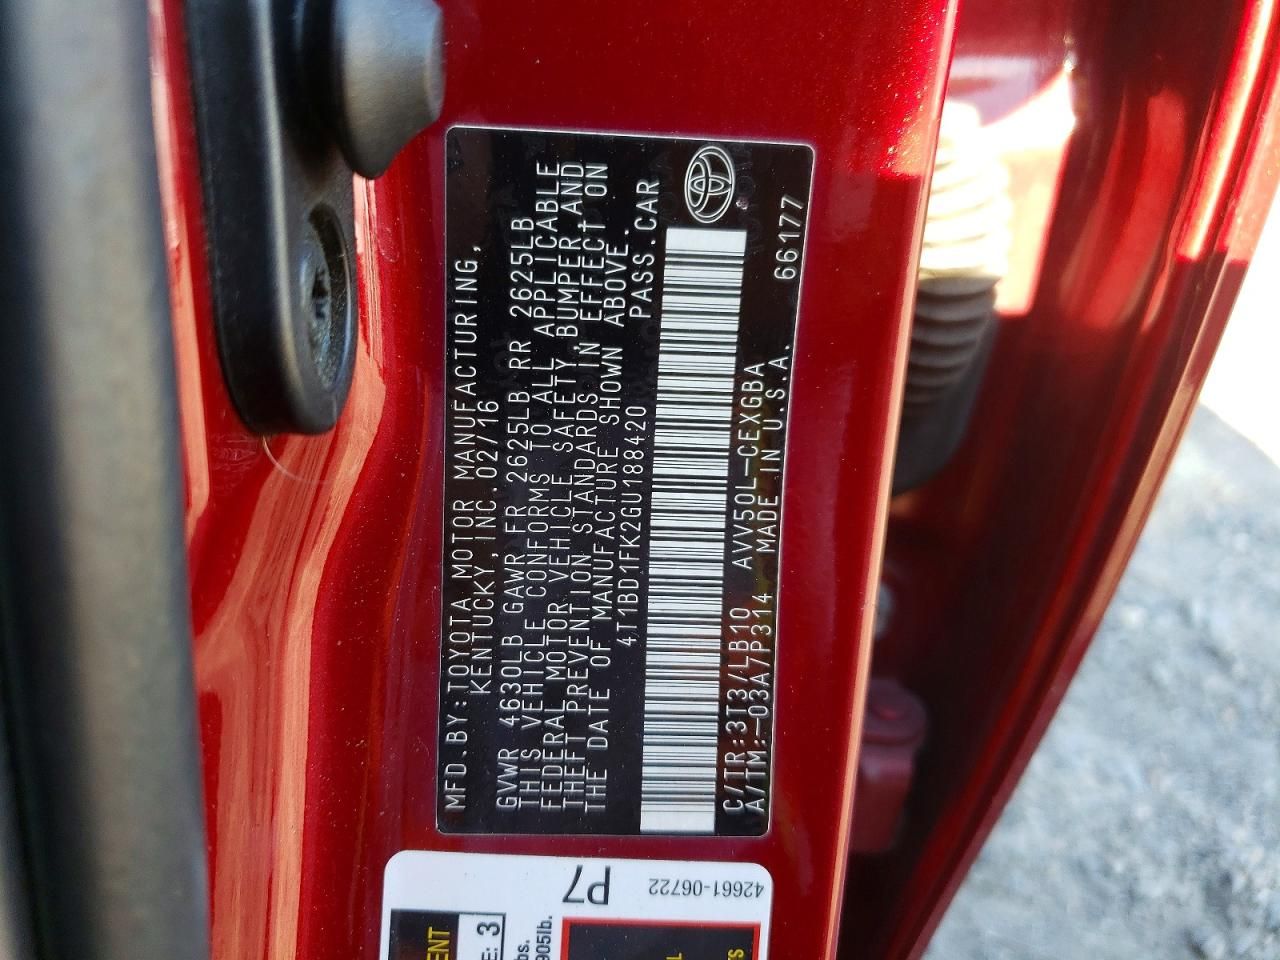 MFD.BY:TOYOTA MOTOR MANUFACTURING,
KENTUCKY,INC. 02/16
GVWR 4630LB GAWR FR 2625LB RR 2625LB
THIS VEHICLE CONFORMS TO ALL APPLICABLE
FEDERAL MOTOR VEHICLE SAFETY,BUMPER,AND
THEFT PREVENTION STANDARDS IN EFFECT ON
THE DATE OF MANUFACTURE SHOWN ABOVE.
4T1BD1FK2GU188420 PASS.CAR
C/TR:3T3/LB10 AVV50L-CEXGBA
A/TM:-03A/P314 MADE IN U.S.A. 66177
42661-06722
P7
3
905lb.